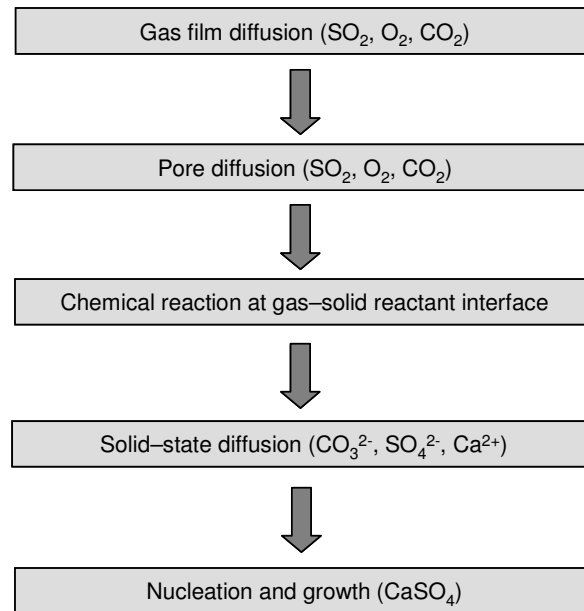 Gas film diffusion (SO₂, O₂, CO₂)
Pore diffusion (SO₂, O₂, CO₂)
Chemical reaction at gas–solid reactant interface
Solid–state diffusion (CO₃²⁻, SO₄²⁻, Ca²⁺)
Nucleation and growth (CaSO₄)